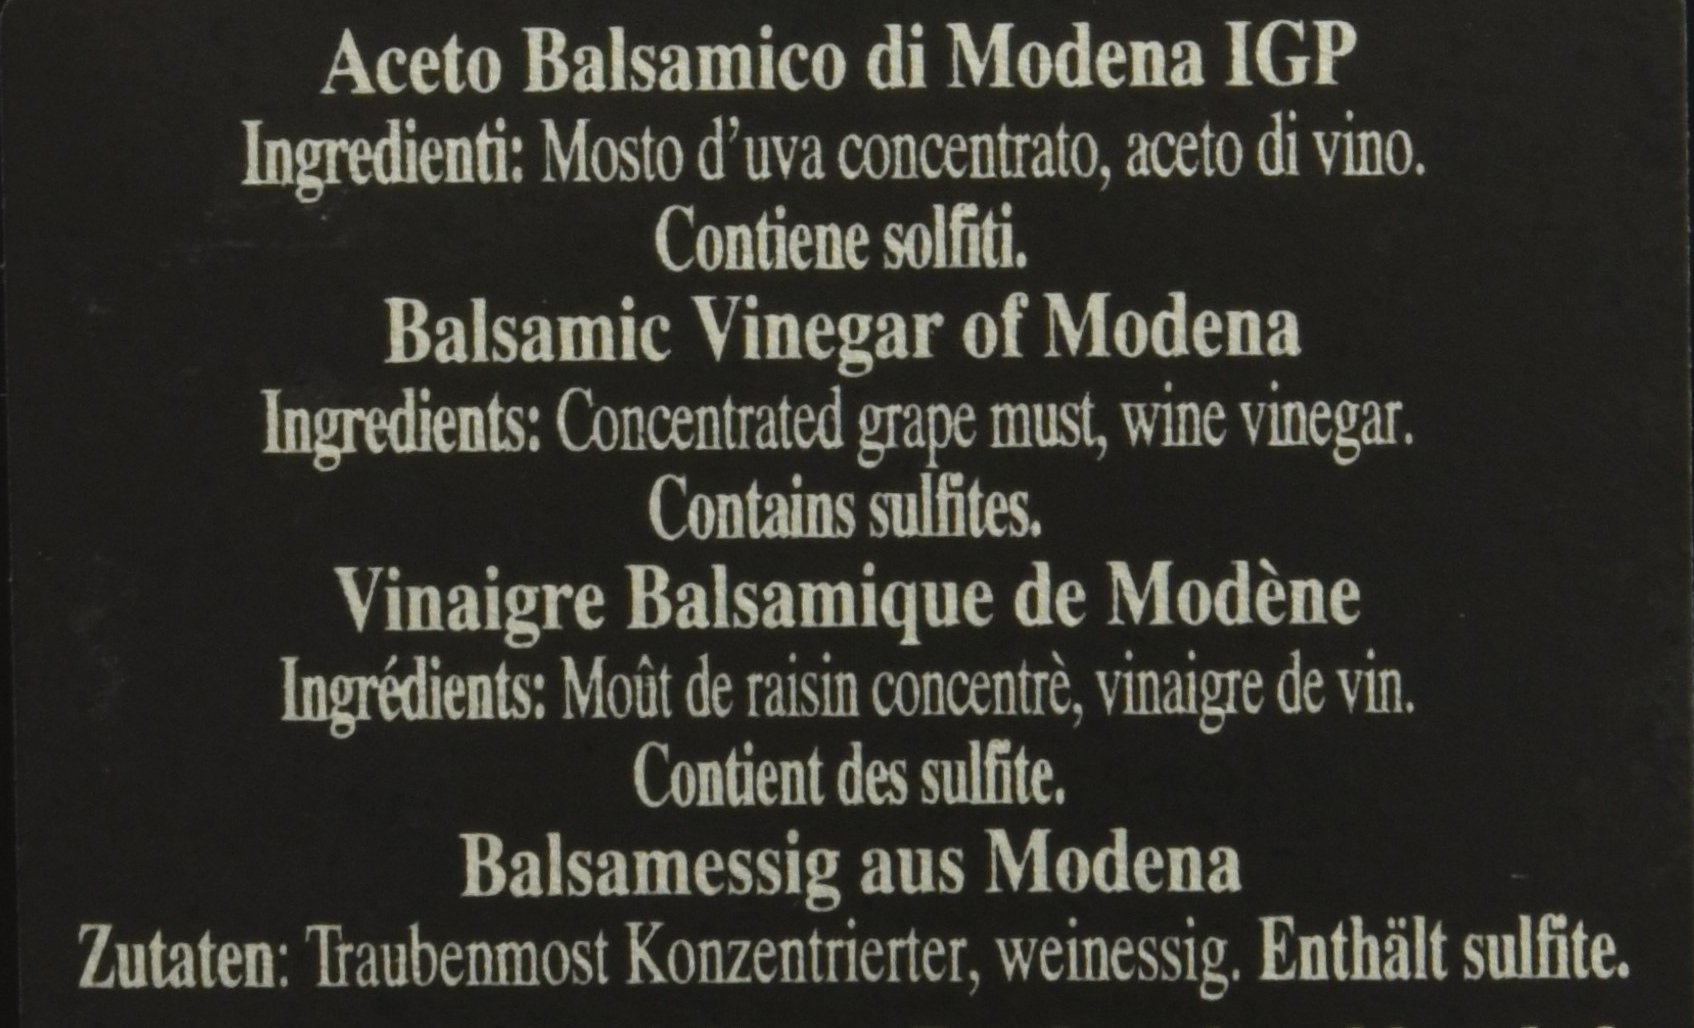 Aceto Balsamico di Modena IGP
Ingredienti: Mosto d'uva concentrato, aceto di vino.
Contiene solfiti.
Balsamic Vinegar of Modena
Ingredients: Concentrated grape must, wine vinegar.
Contains sulfites.
Vinaigre Balsamique de Modène
Ingrédients: Moût de raisin concentrè, vinaigre de vin.
Contient des sulfite.
Balsamessig aus Modena
Zutaten: Traubenmost Konzentrierter, weinessig. Enthält sulfite.